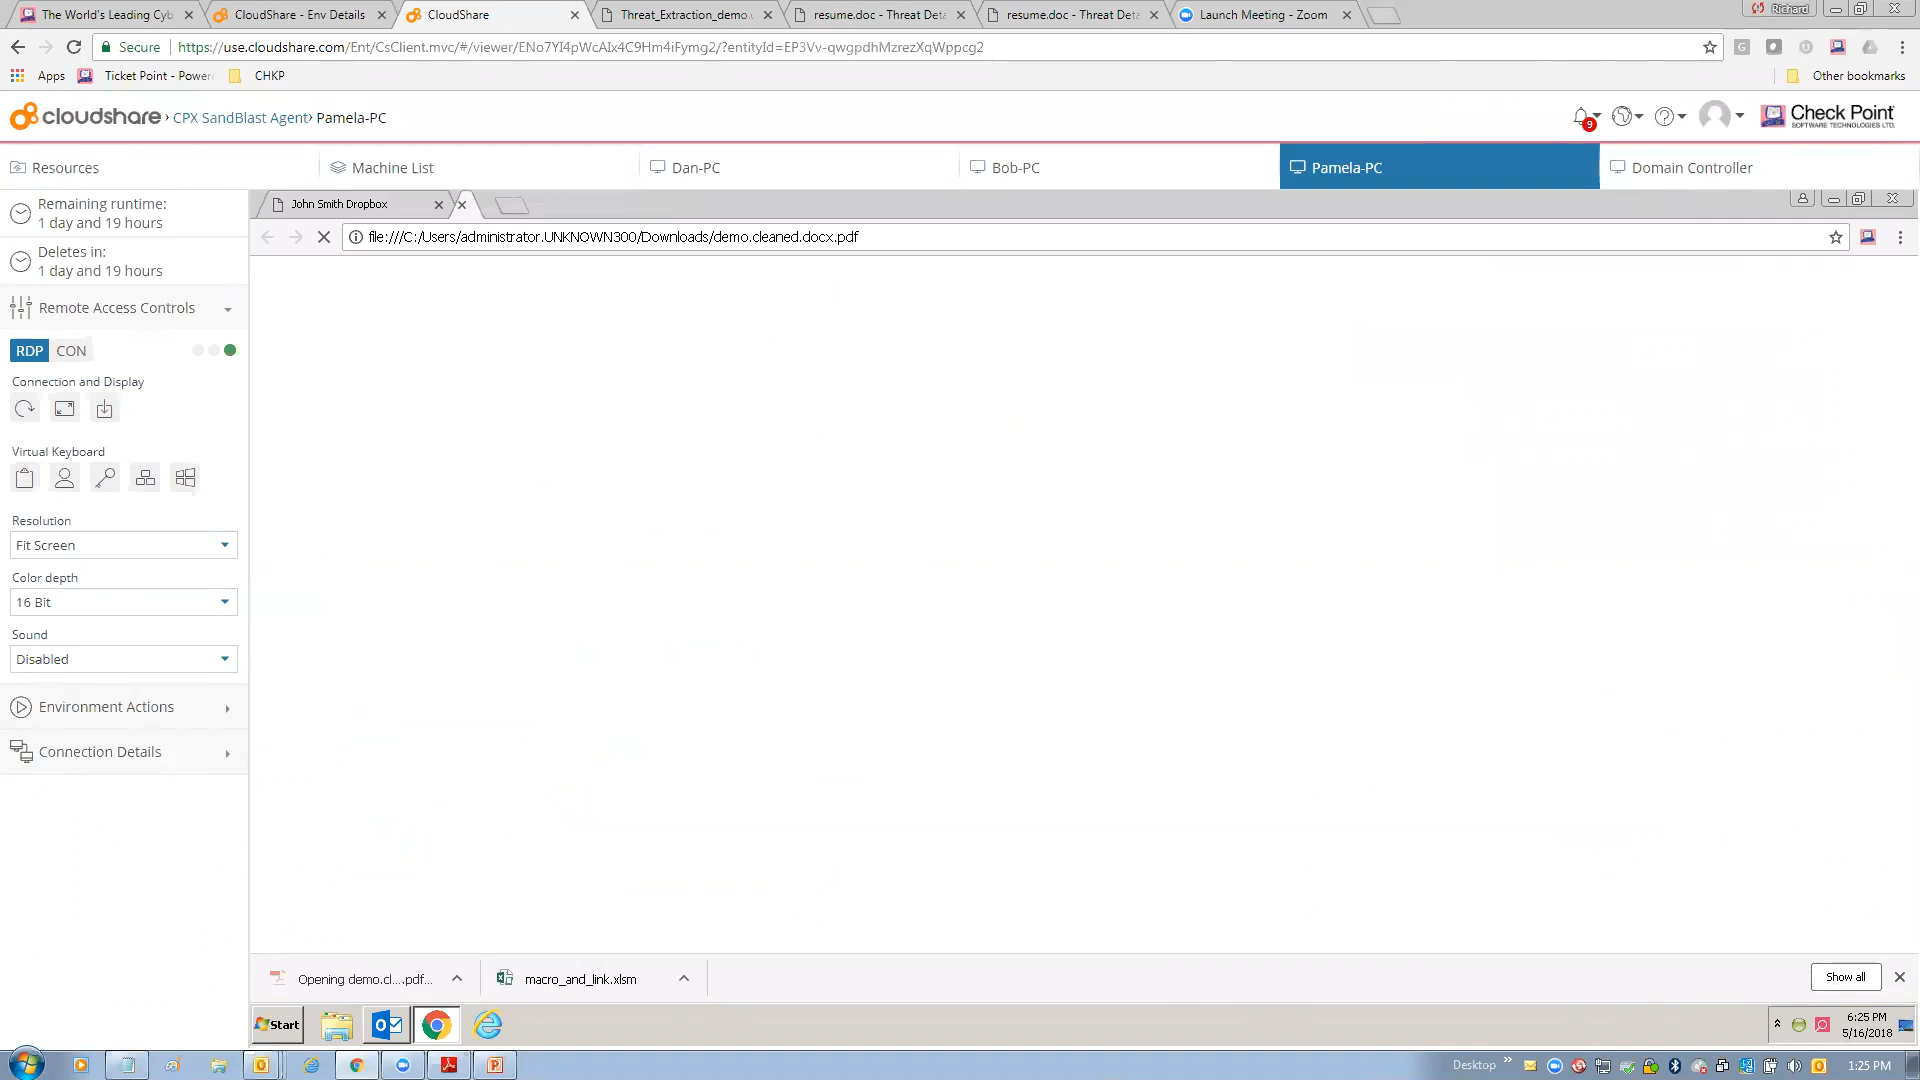 The World's Leading Cyb
CloudShare - Env Details
CloudShare
Threat_Extraction_demo.
resume.doc - Threat Deta
resume.doc - Threat Deta
Launch Meeting - Zoom
Richard
Secure
https://use.cloudshare.com/Ent/CsClient.mvc/#/viewer/ENo7YI4pWcAIx4C9Hm4iFymg2/?entityId=EP3Vv-qwgpdhMzrezXqWppcg2
Apps
Ticket Point - Power
CHKP
Other bookmarks
cloudshare › CPX SandBlast Agent› Pamela-PC
9
Check Point
SOFTWARE TECHNOLOGIES LTD.
Resources
Machine List
Dan-PC
Bob-PC
Pamela-PC
Domain Controller
Remaining runtime:
1 day and 19 hours
Deletes in:
1 day and 19 hours
Remote Access Controls
RDP CON
Connection and Display
Virtual Keyboard
Resolution
Fit Screen
Color depth
16 Bit
Sound
Disabled
Environment Actions
Connection Details
John Smith Dropbox
file:///C:/Users/administrator.UNKNOWN300/Downloads/demo.cleaned.docx.pdf
Opening demo.cl....pdf...
macro_and_link.xlsm
Show all
Start
6:25 PM
5/16/2018
Desktop
1:25 PM